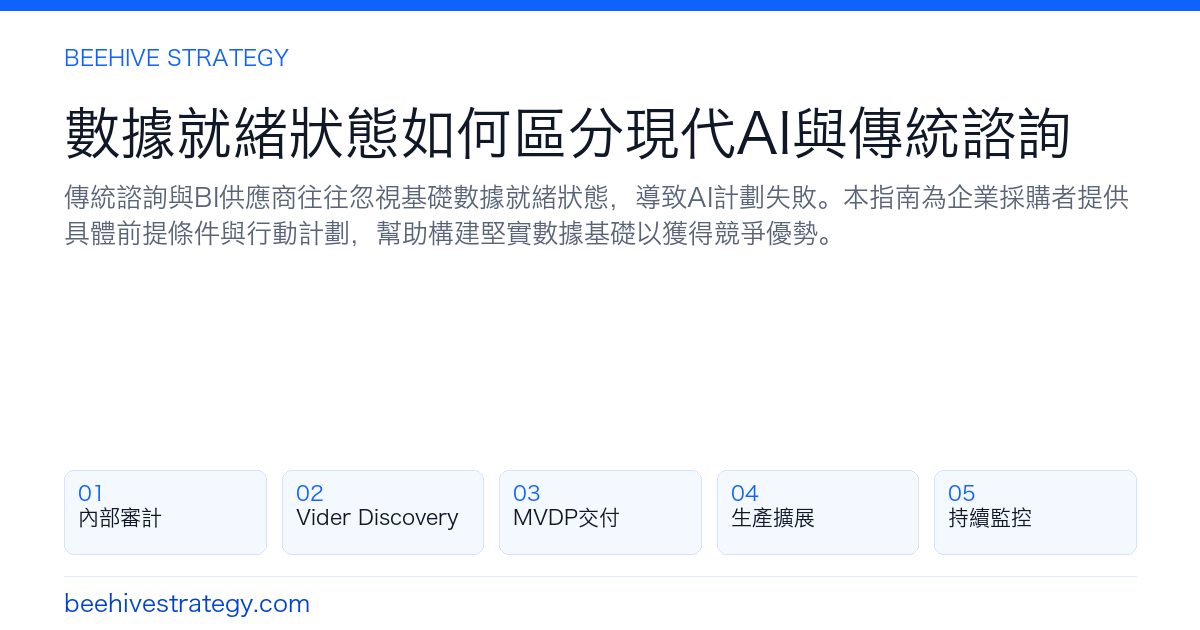 BEEHIVE STRATEGY
數據就緒狀態如何區分現代AI與傳統諮詢
傳統諮詢與BI供應商往往忽視基礎數據就緒狀態，導致AI計劃失敗。本指南為企業採購者提供
具體前提條件與行動計劃，幫助構建堅實數據基礎以獲得競爭優勢。
01
內部審計
02
Vider Discovery
03
MVDP交付
04
生產擴展
05
持續監控
beehivestrategy.com